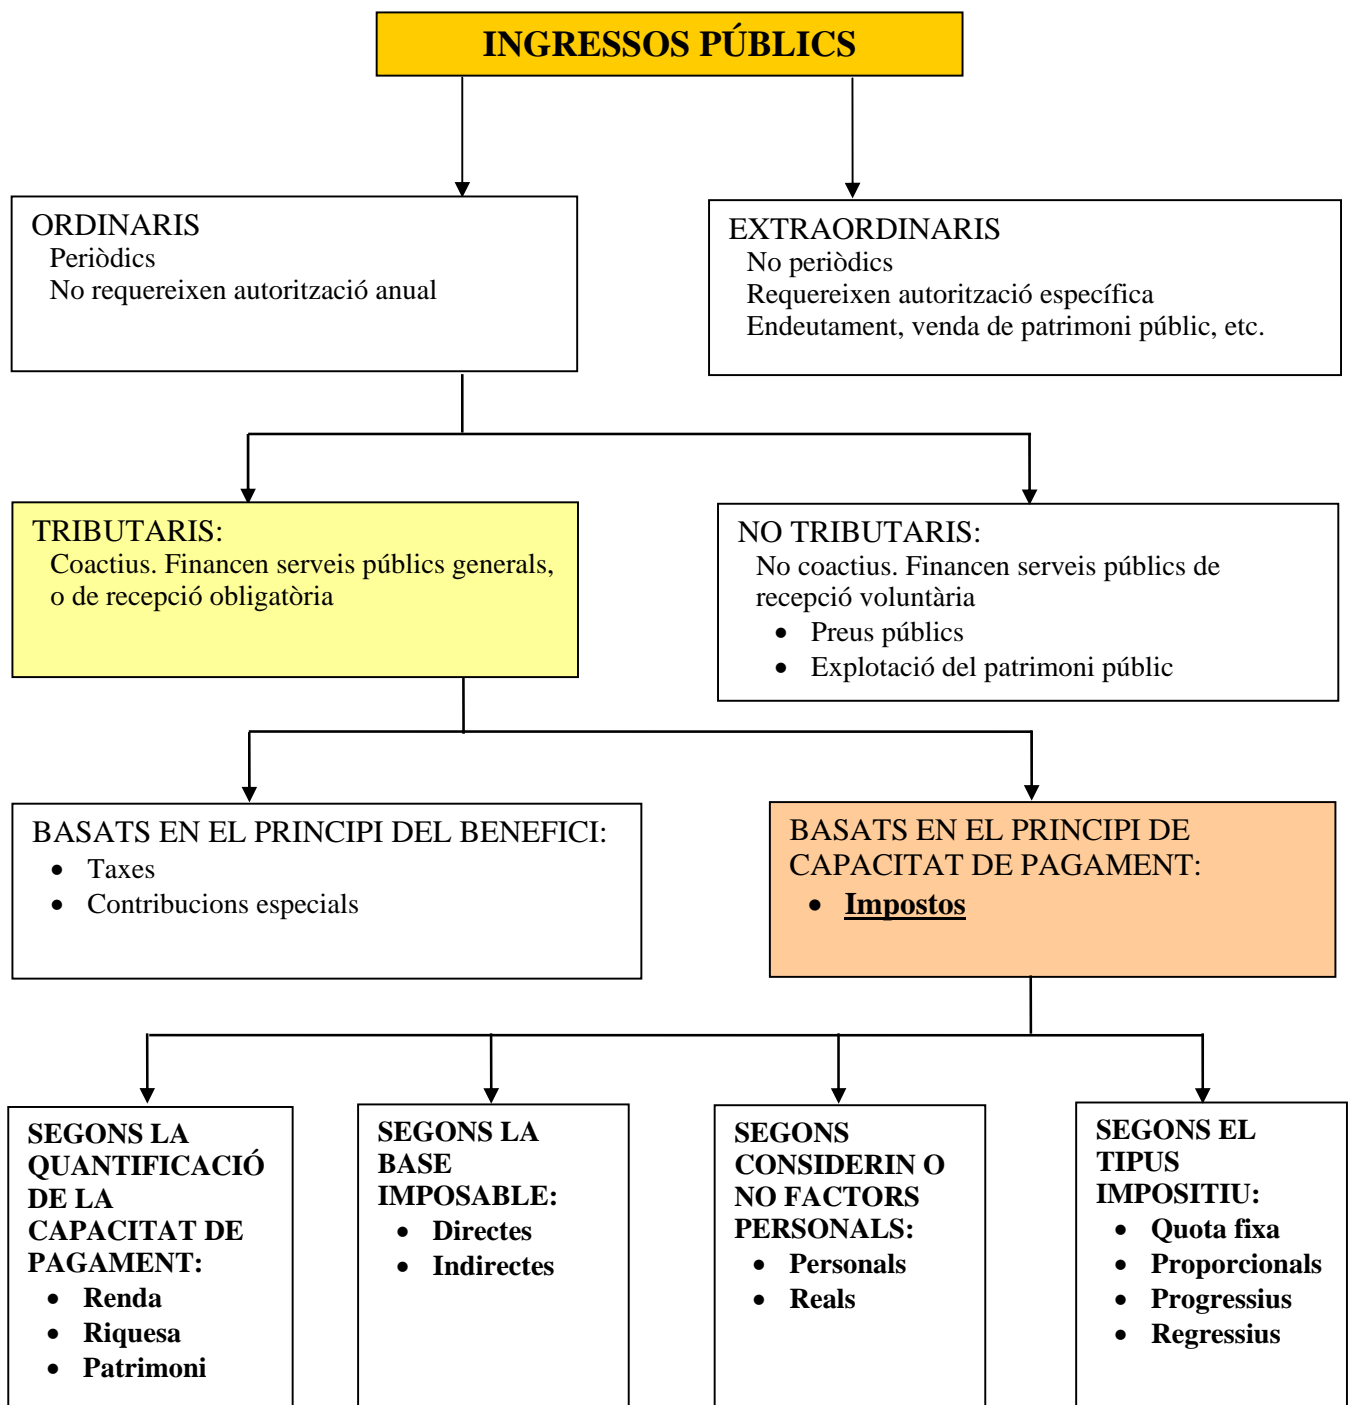 INGRESSOS PÚBLICS
ORDINARIS
Periòdics
No requereixen autorització anual
EXTRAORDINARIS
No periòdics
Requereixen autorització específica
Endeutament, venda de patrimoni públic, etc.
TRIBUTARIS:
Coactius. Financen serveis públics generals,
o de recepció obligatòria
NO TRIBUTARIS:
No coactius. Financen serveis públics de
recepció voluntària
• Preus públics
• Explotació del patrimoni públic
BASATS EN EL PRINCIPI DEL BENEFICI:
• Taxes
• Contribucions especials
BASATS EN EL PRINCIPI DE
CAPACITAT DE PAGAMENT:
• Impostos
SEGONS LA
QUANTIFICACIÓ
DE LA
CAPACITAT DE
PAGAMENT:
• Renda
• Riquesa
• Patrimoni
SEGONS LA
BASE
IMPOSABLE:
• Directes
• Indirectes
SEGONS
CONSIDERIN O
NO FACTORS
PERSONALS:
• Personals
• Reals
SEGONS EL
TIPUS
IMPOSITIU:
• Quota fixa
• Proporcionals
• Progressius
• Regressius